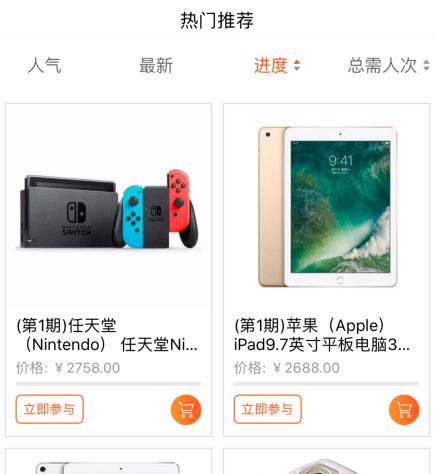 热门推荐
人气 最新 进度 总需人次
NINTENDO
SWITCH
9:41
(第1期)任天堂
（Nintendo） 任天堂Ni...
价格: ￥2758.00
立即参与
(第1期)苹果（Apple）
iPad9.7英寸平板电脑3...
价格: ￥2688.00
立即参与